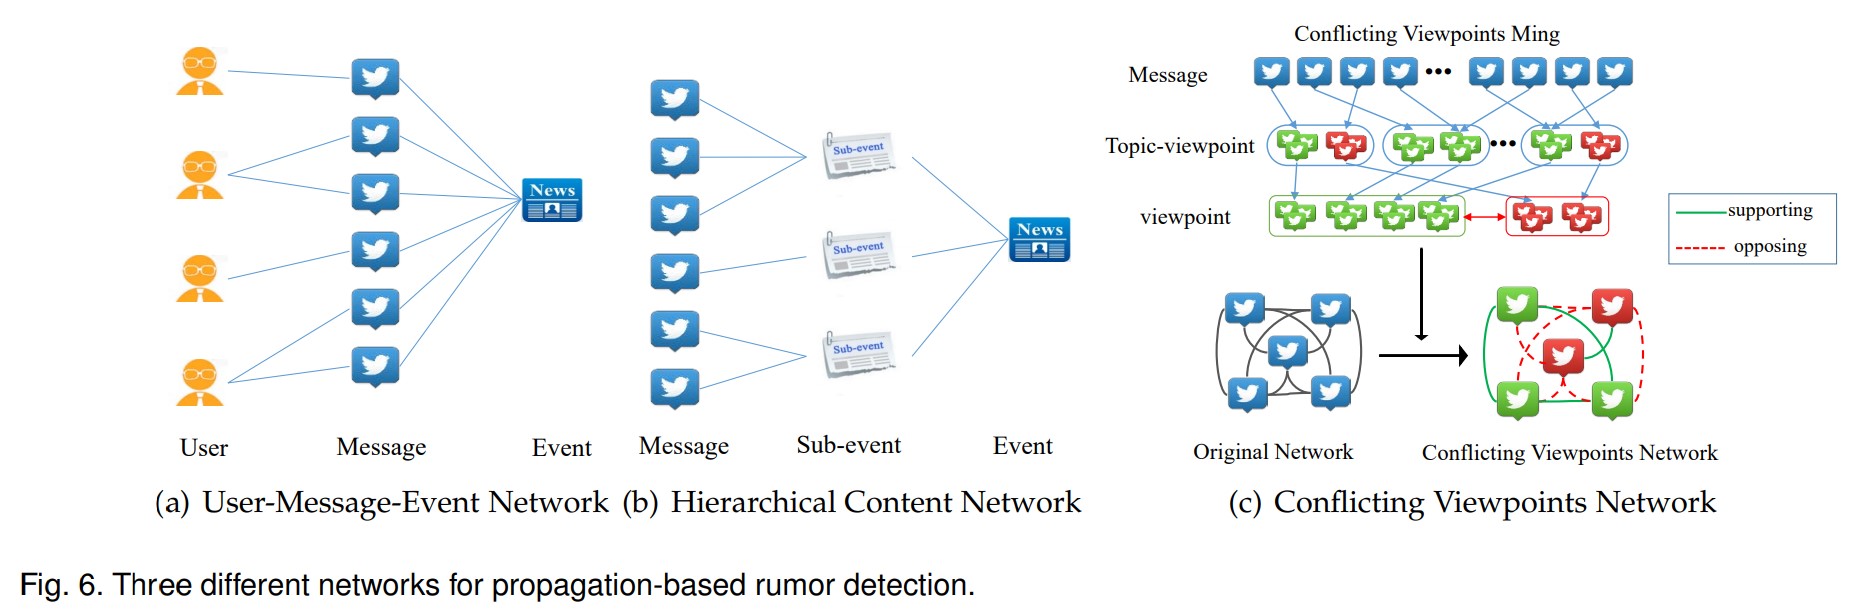 Conflicting Viewpoints Ming
Message
Topic-viewpoint
viewpoint
supporting
opposing
News
Sub-event
Sub-event
Sub-event
News
User
Message
Event
Message
Sub-event
Event
Original Network
Conflicting Viewpoints Network
(a) User-Message-Event Network
(b) Hierarchical Content Network
(c) Conflicting Viewpoints Network
Fig. 6. Three different networks for propagation-based rumor detection.